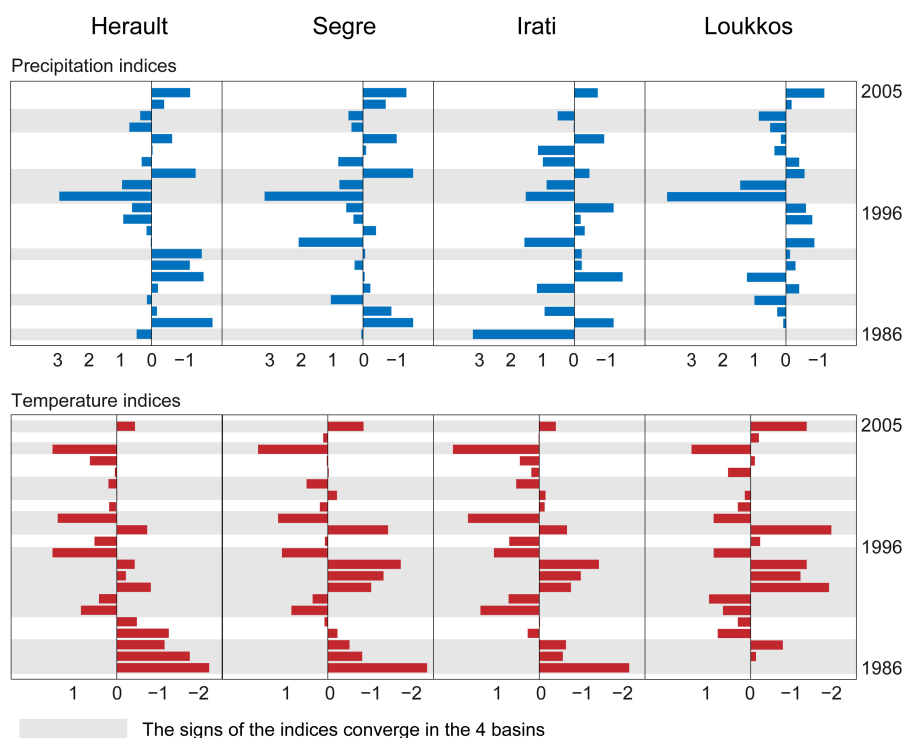 Herault Segre Irati Loukkos
Precipitation indices
2005
1996
1986
3 2 1 0 −1 3 2 1 0 −1 3 2 1 0 −1 3 2 1 0 −1
Temperature indices
2005
1996
1986
1 0 −1 −2 1 0 −1 −2 1 0 −1 −2 1 0 −1 −2
The signs of the indices converge in the 4 basins